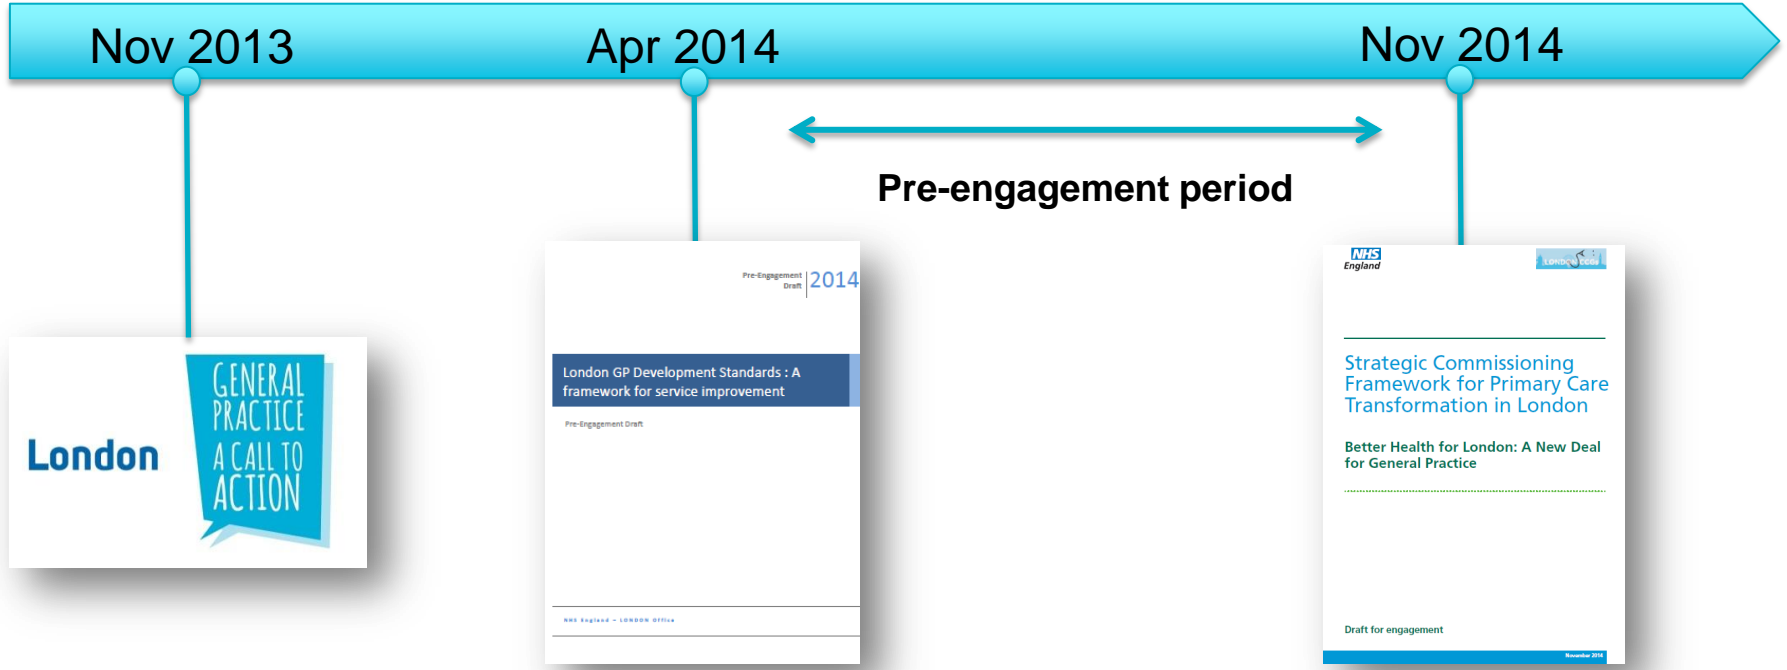 Nov 2013
Apr 2014
Nov 2014
Pre-engagement period
London
GENERAL
PRACTICE
A CALL TO
ACTION
Pre-Engagement
Draft
2014
London GP Development Standards : A
framework for service improvement
Pre-Engagement Draft
NHS England – LONDON Office
NHS
England
LONDON CCGs
Strategic Commissioning
Framework for Primary Care
Transformation in London
Better Health for London: A New Deal
for General Practice
Draft for engagement
November 2014